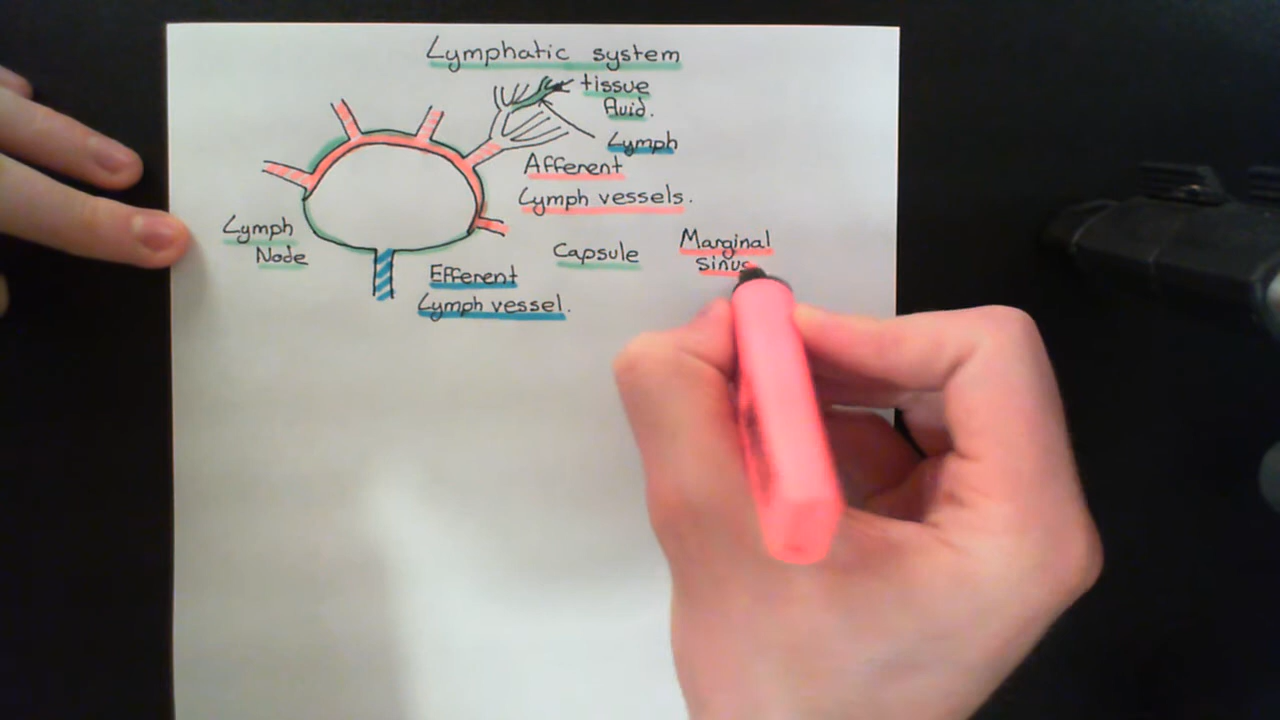 Lymphatic system
tissue
fluid.
Lymph
Afferent
Lymph vessels.
Lymph
Node
Efferent
Lymph vessel.
Capsule
Marginal
sinus